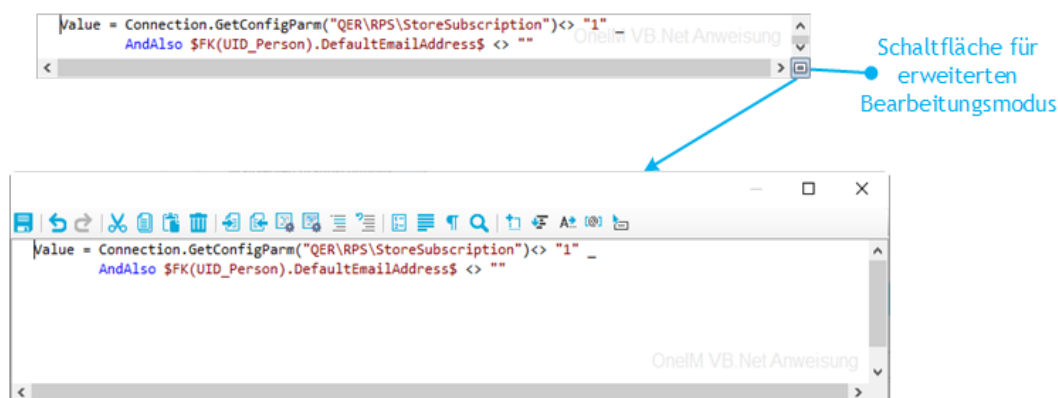 Value = Connection.GetConfigParm("QER\RPS\StoreSubscription")<> "1" _
AndAlso $FK(UID_Person).DefaultEmailAddress$ <> ""
OneIM VB.Net Anweisung
Schaltfläche für
erweiterten
Bearbeitungsmodus
Value = Connection.GetConfigParm("QER\RPS\StoreSubscription")<> "1" _
AndAlso $FK(UID_Person).DefaultEmailAddress$ <> ""
OneIM VB.Net Anweisung